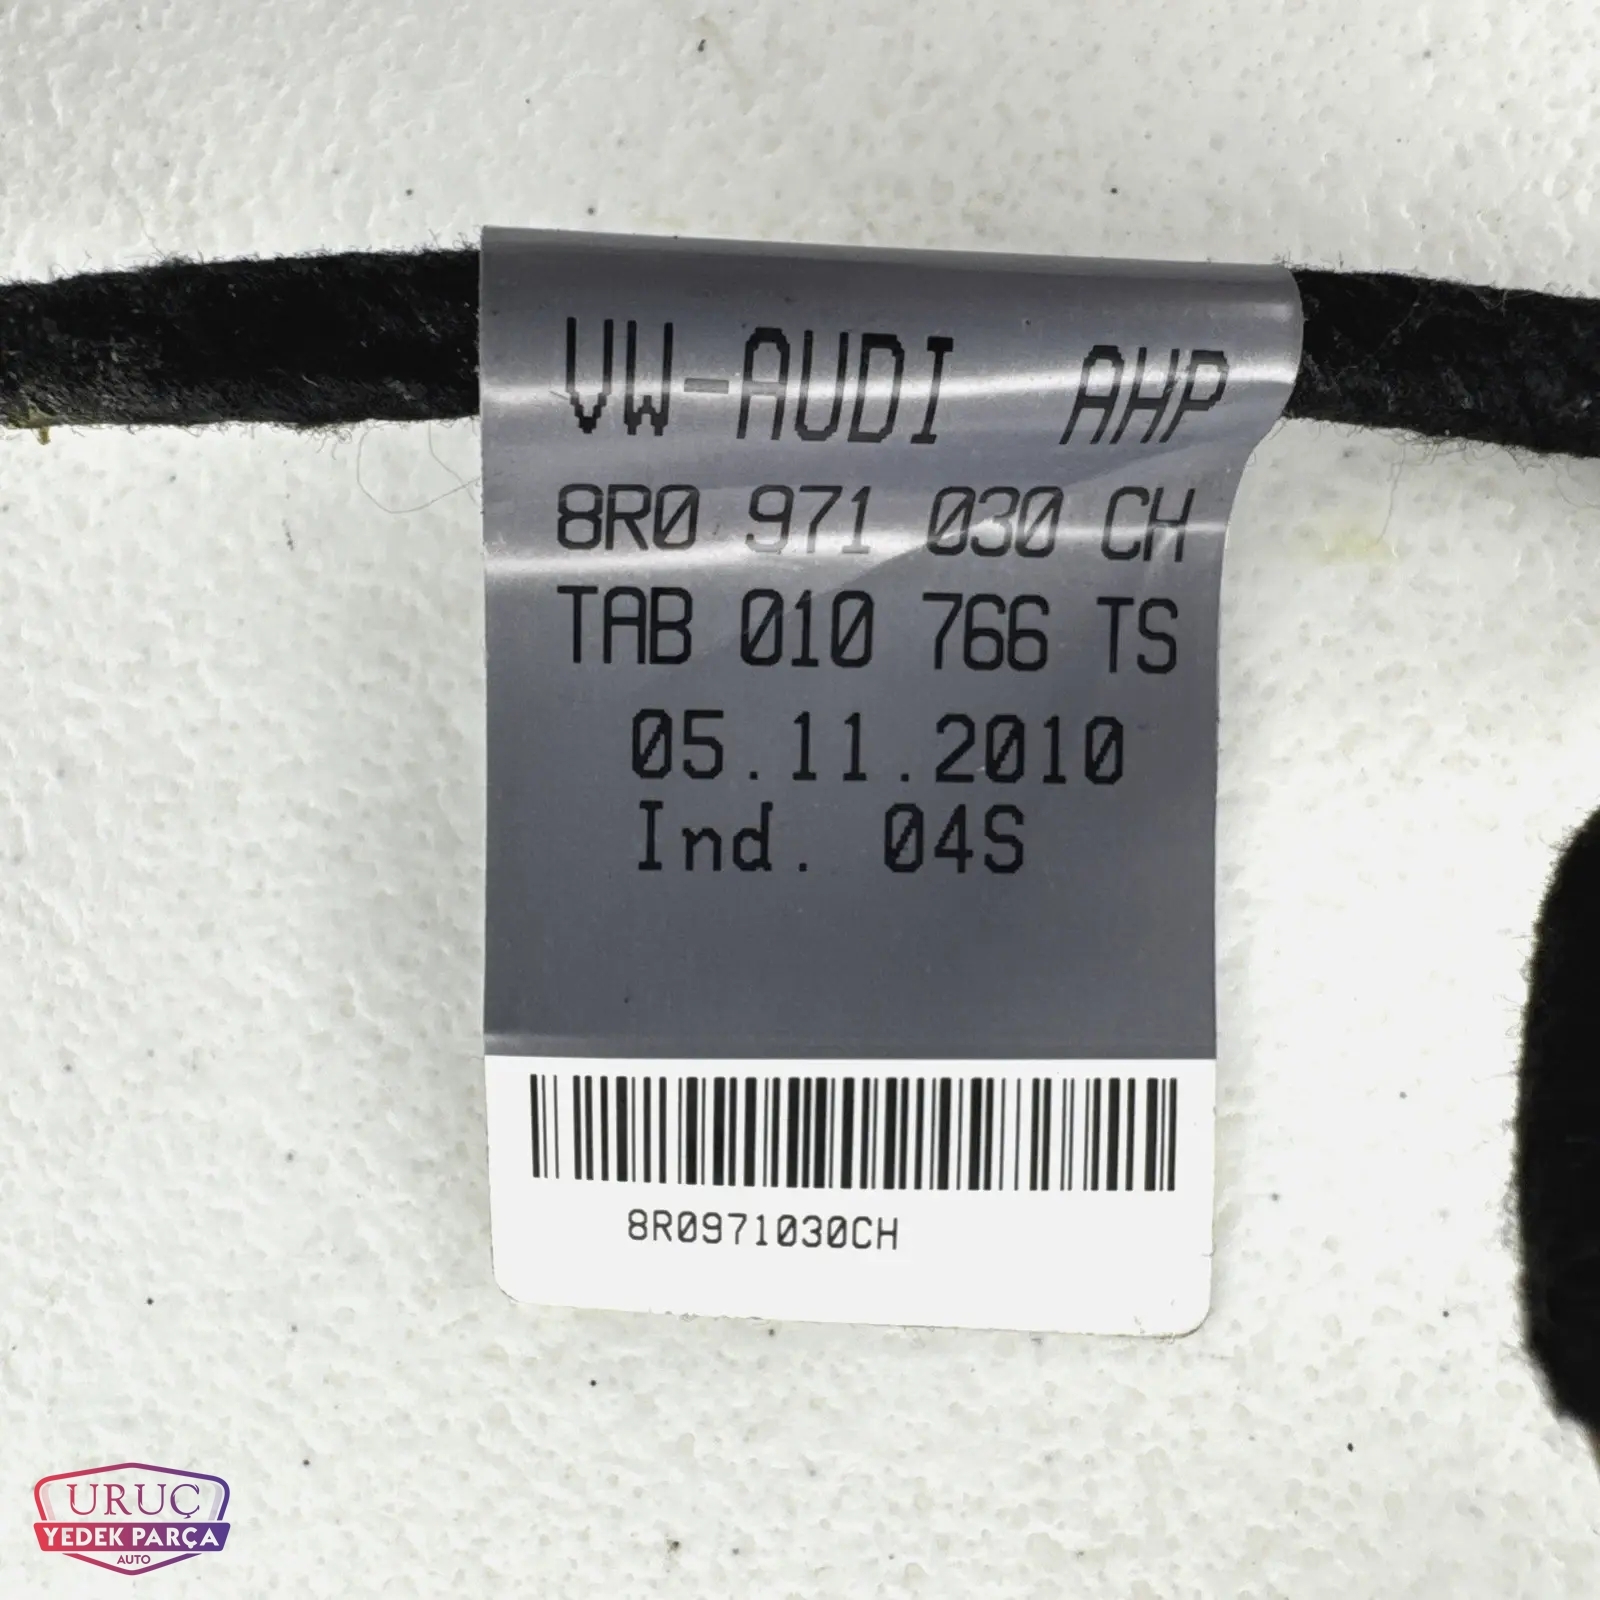 VW-AUDI AHP
8R0 971 030 CH
TAB 010 766 TS
05.11.2010
Ind. 04S
8R0971030CH
URUÇ
YEDEK PARÇA
AUTO